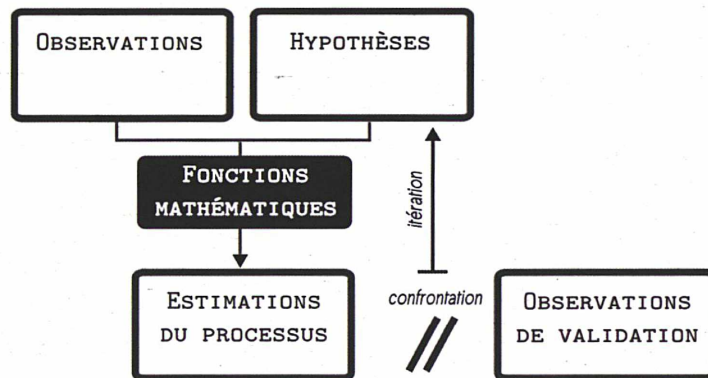 OBSERVATIONS
HYPOTHÈSES
FONCTIONS
MATHÉMATIQUES
itération
ESTIMATIONS
DU PROCESSUS
confrontation
OBSERVATIONS
DE VALIDATION